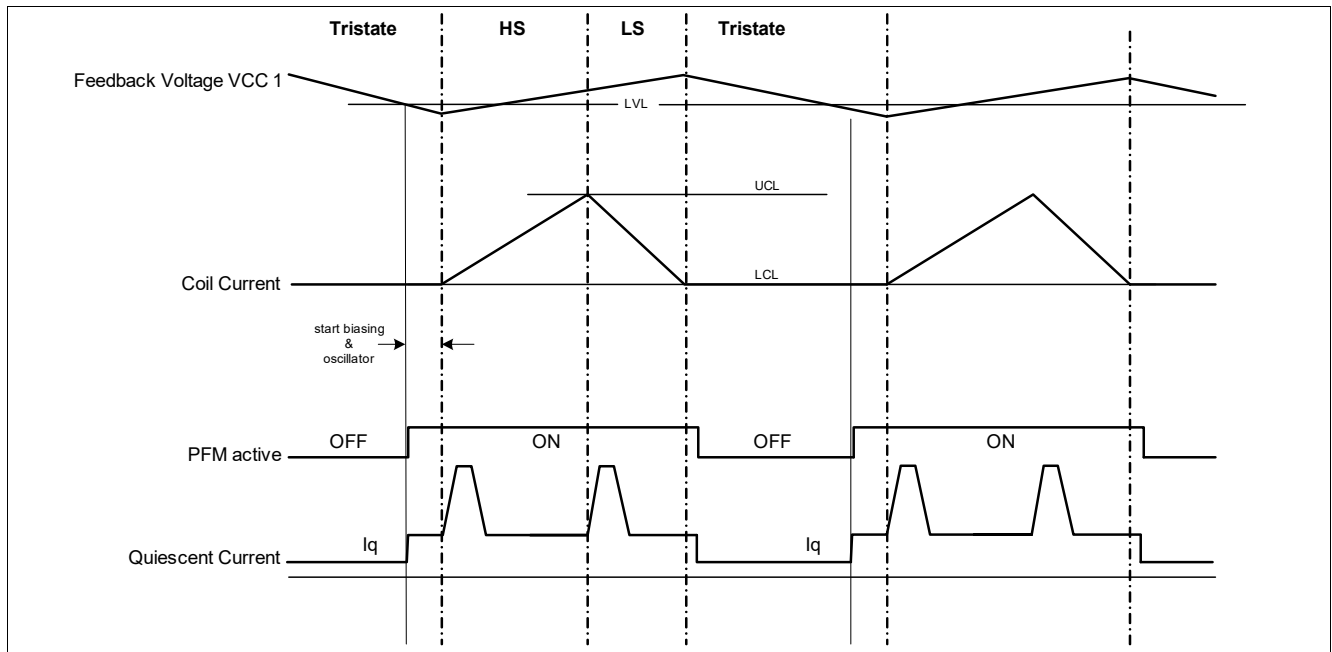 Tristate HS LS Tristate
Feedback Voltage VCC 1
LVL
UCL
Coil Current
LCL
start biasing
&
oscillator
PFM active
OFF ON OFF ON
Quiescent Current
Iq Iq